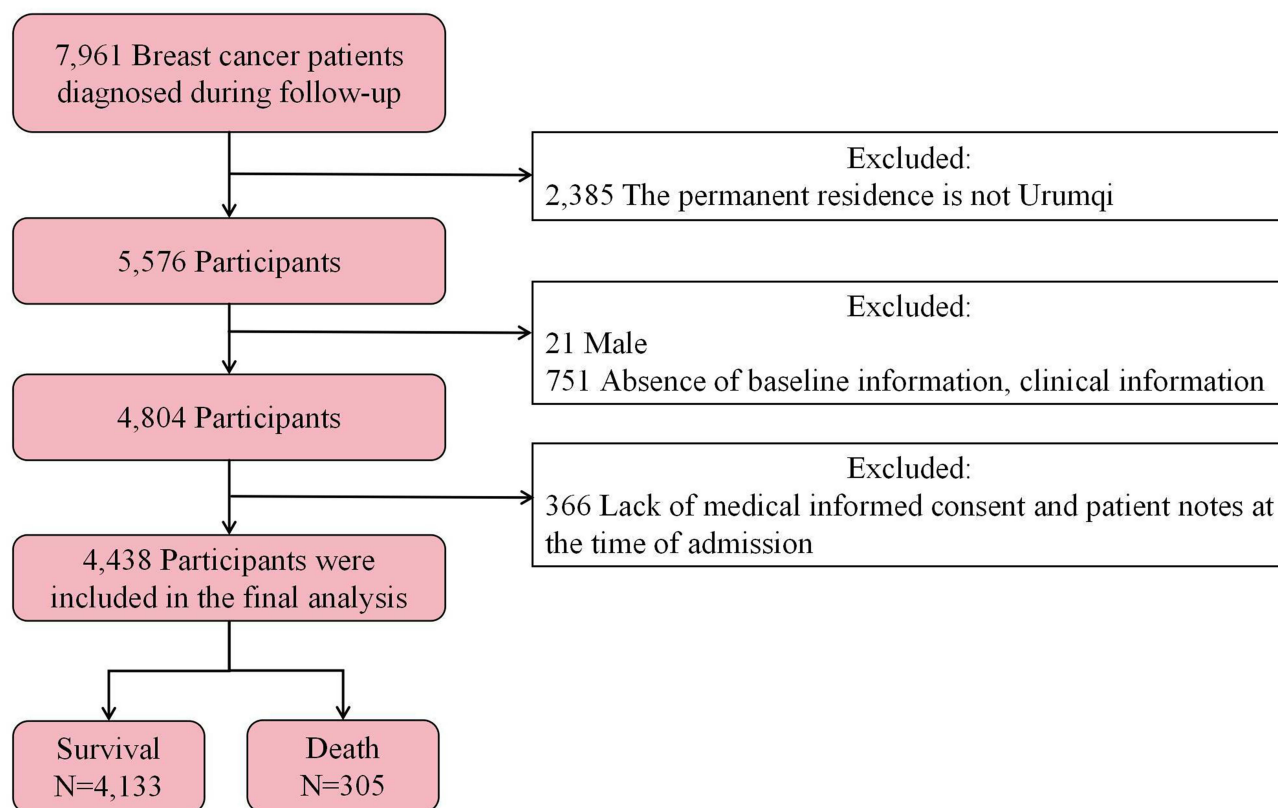 7,961 Breast cancer patients
diagnosed during follow-up
Excluded:
2,385 The permanent residence is not Urumqi
5,576 Participants
Excluded:
21 Male
751 Absence of baseline information, clinical information
4,804 Participants
Excluded:
366 Lack of medical informed consent and patient notes at
the time of admission
4,438 Participants were
included in the final analysis
Survival
N=4,133
Death
N=305